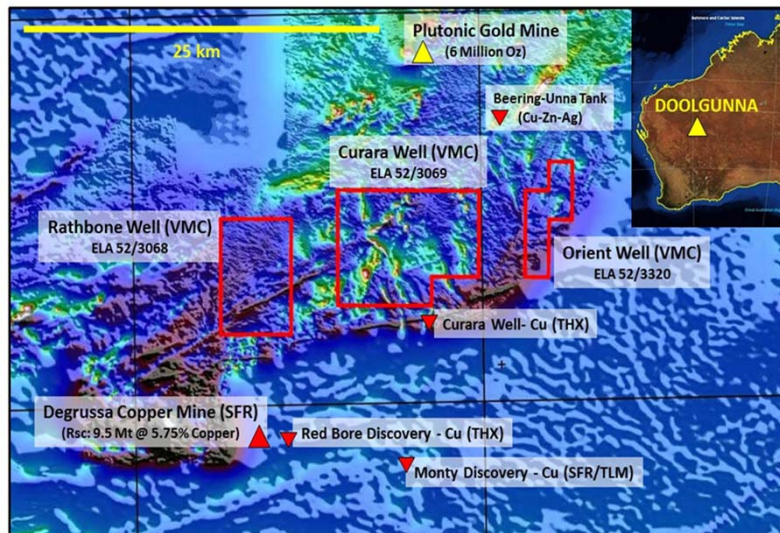 25 km
Plutonic Gold Mine
(6 Million Oz)
Beering-Unna Tank
(Cu-Zn-Ag)
DOOLGUNNA
Curara Well (VMC)
ELA 52/3069
Rathbone Well (VMC)
ELA 52/3068
Orient Well (VMC)
ELA 52/3320
Curara Well- Cu (THX)
Degrussa Copper Mine (SFR)
(Rsc: 9.5 Mt @ 5.75% Copper)
Red Bore Discovery - Cu (THX)
Monty Discovery - Cu (SFR/TLM)